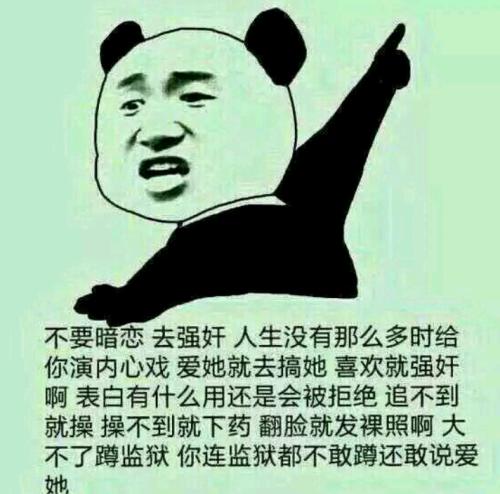 不要暗恋 去强奸 人生没有那么多时给
你演内心戏 爱她就去搞她 喜欢就强奸
啊 表白有什么用还是会被拒绝 追不到
就操 操不到就下药 翻脸就发裸照啊 大
不了蹲监狱 你连监狱都不敢蹲还敢说爱
她